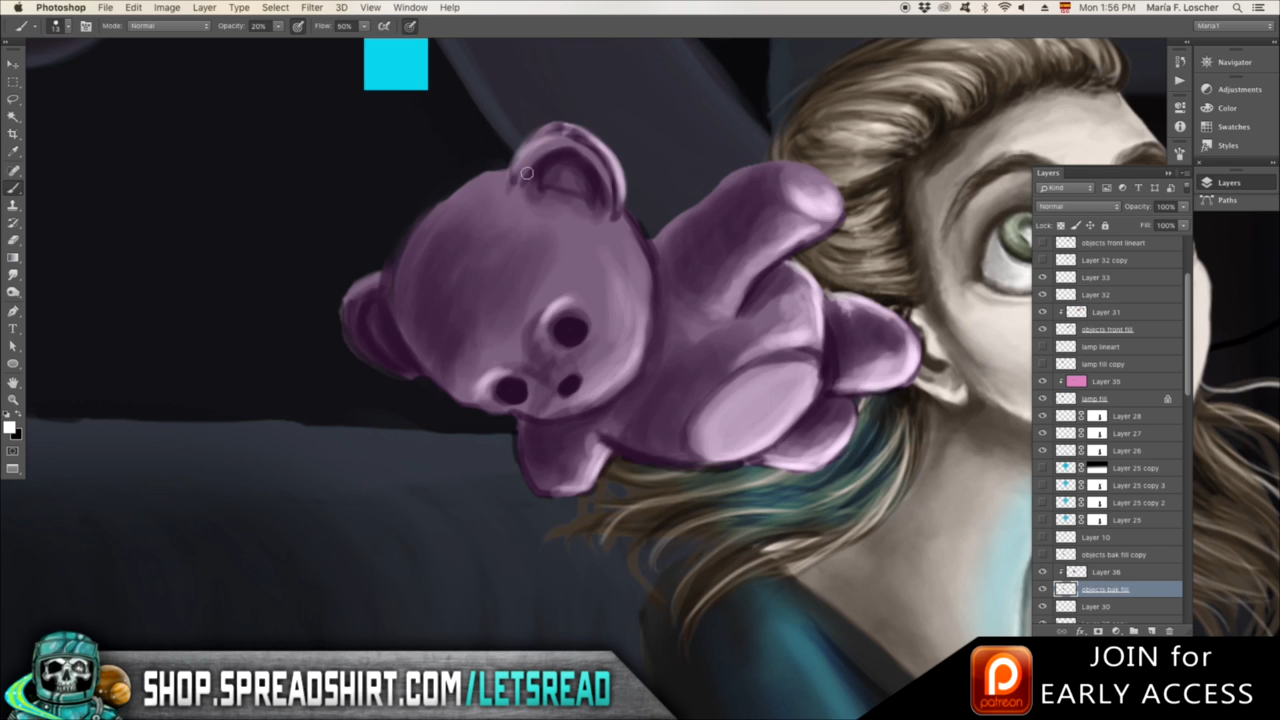 Photoshop File Edit Image Layer Type Select Filter 3D View Window Help Mon 1:56 PM María F. Loscher
13 Mode: Normal Opacity: 20% Flow: 50% Maria1
Navigator
Adjustments
Color
Swatches
Styles
Layers
Paths
Layers
Kind
Normal Opacity: 100%
Lock: Fill: 100%
objects front lineart
Layer 32 copy
Layer 33
Layer 32
Layer 31
objects front fill
lamp lineart
lamp fill copy
Layer 35
lamp fill
Layer 28
Layer 27
Layer 26
Layer 25 copy
Layer 25 copy 3
Layer 25 copy 2
Layer 25
Layer 10
objects bak fill copy
Layer 36
objects bak fill
Layer 30
fx
SHOP.SPREADSHIRT.COM/LETSREAD
patreon
JOIN for
EARLY ACCESS